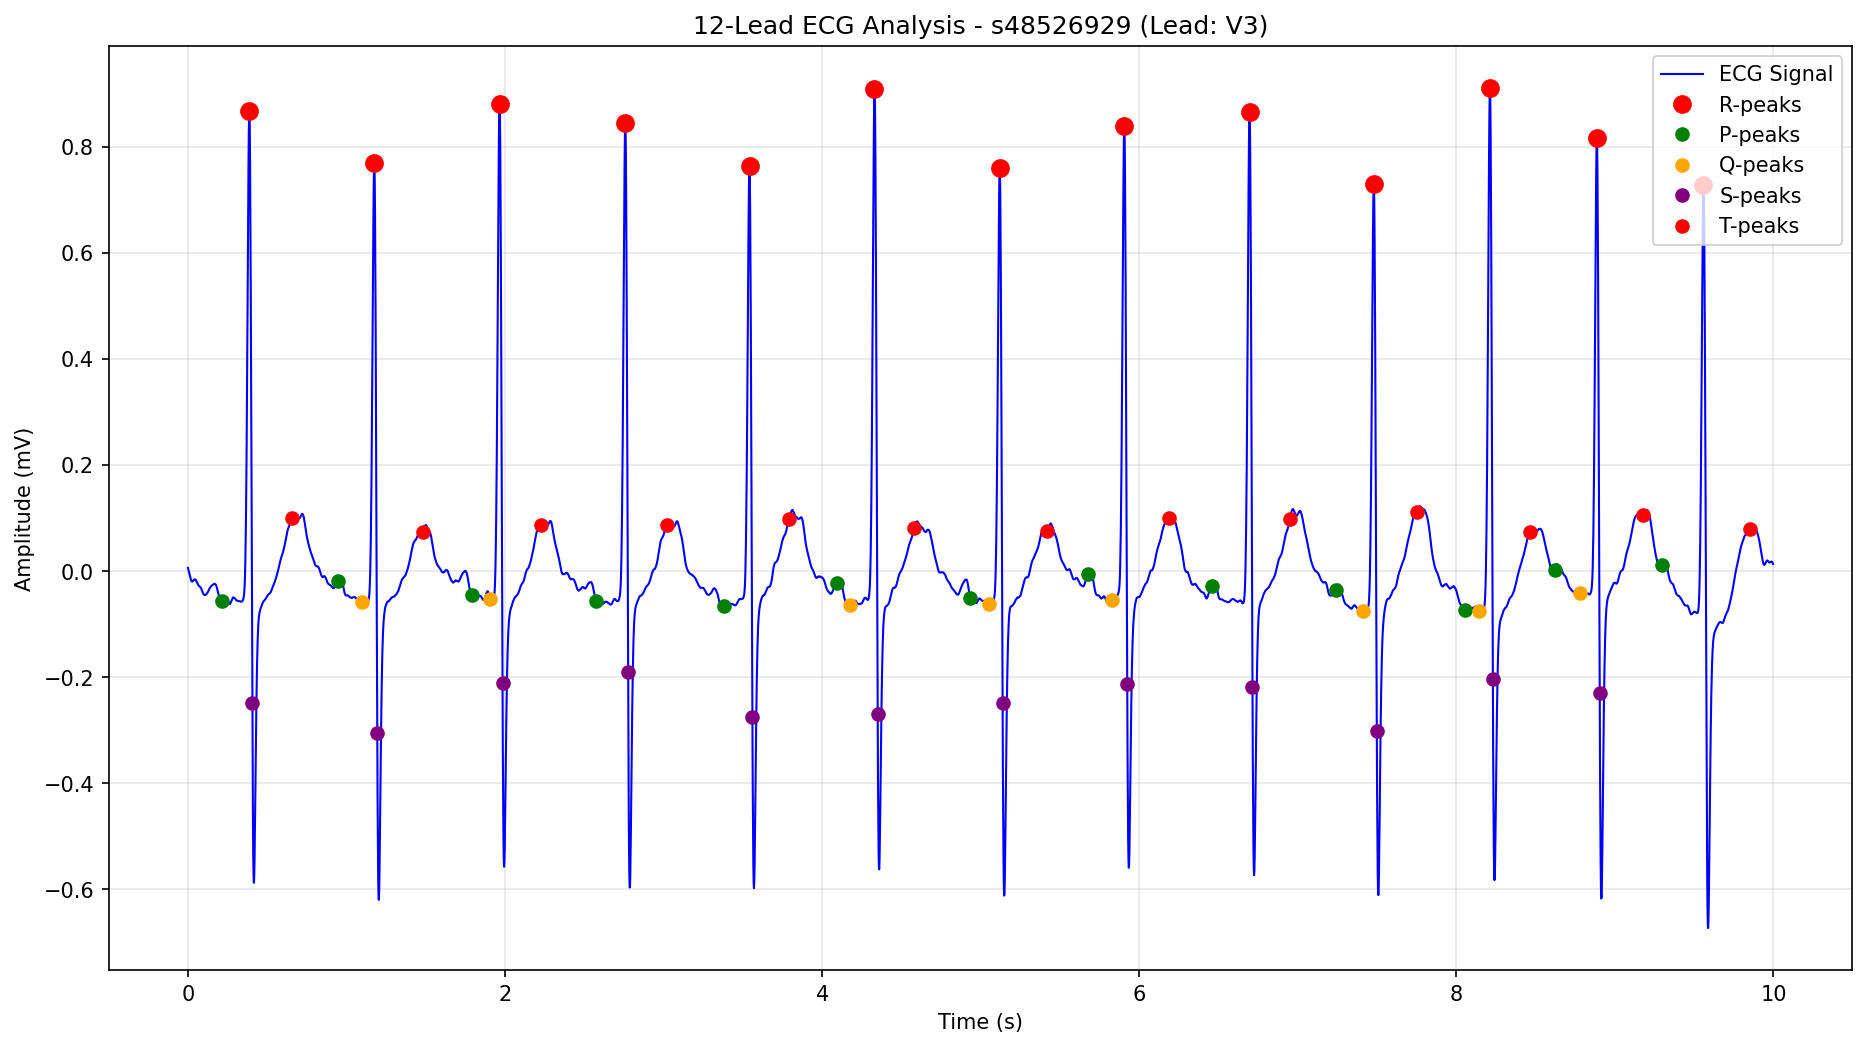 12-Lead ECG Analysis - s48526929 (Lead: V3)
ECG Signal
R-peaks
P-peaks
Q-peaks
S-peaks
T-peaks
Amplitude (mV)
0.8
0.6
0.4
0.2
0.0
−0.2
−0.4
−0.6
0 2 4 6 8 10
Time (s)